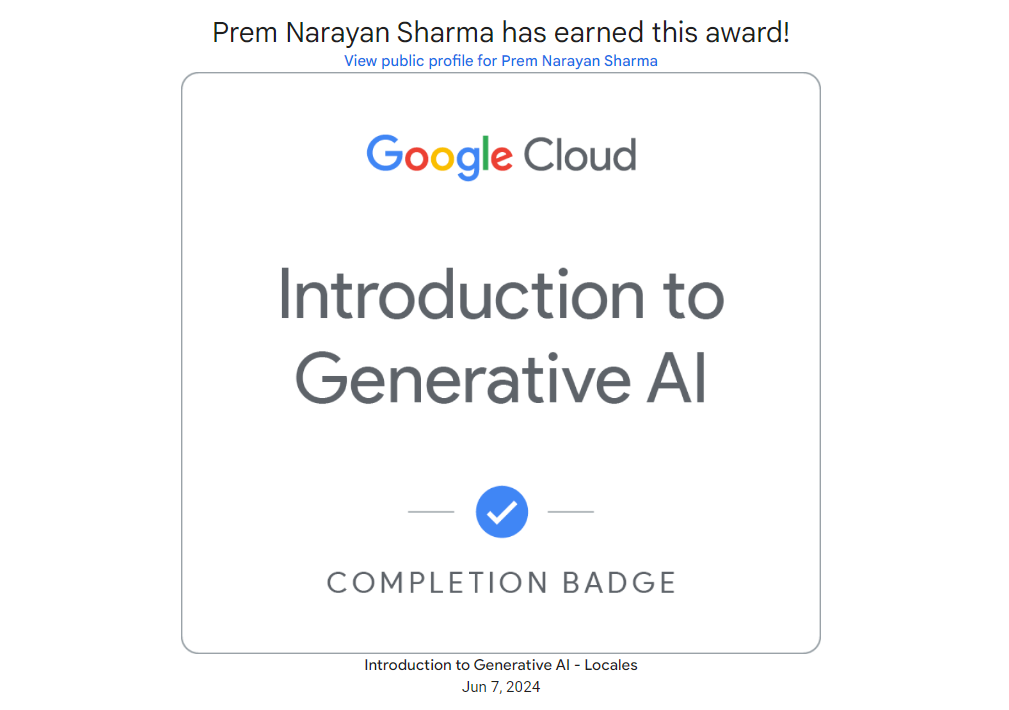 Prem Narayan Sharma has earned this award!
View public profile for Prem Narayan Sharma
Google Cloud
Introduction to
Generative AI
COMPLETION BADGE
Introduction to Generative AI - Locales
Jun 7, 2024